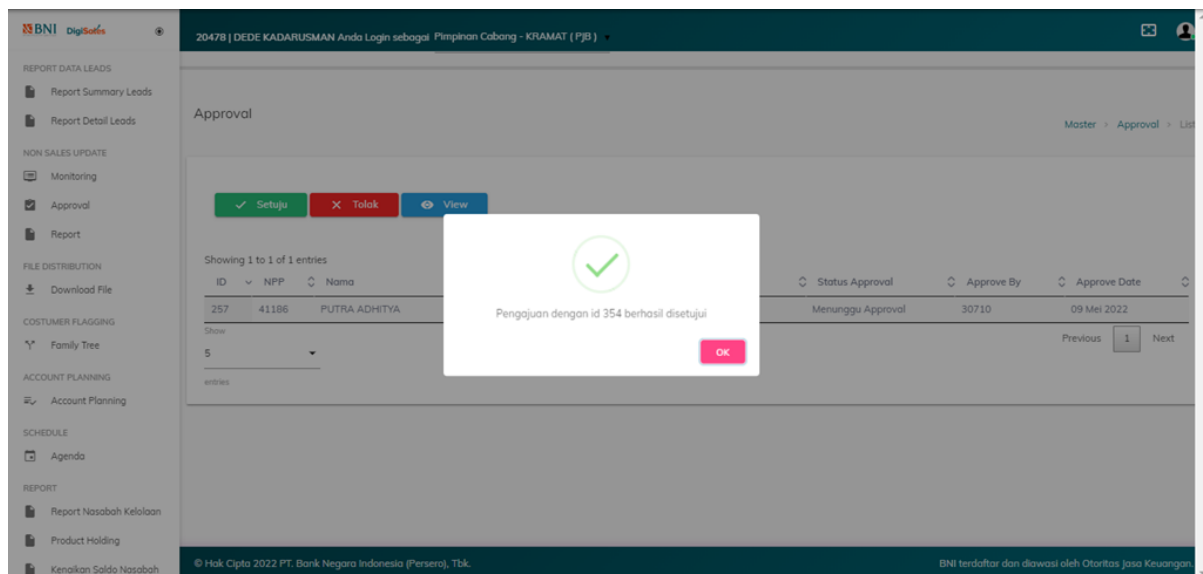 BNI DigiSales
20478 | DEDE KADARUSMAN Anda Login sebagai Pimpinan Cabang - KRAMAT ( PJB )
REPORT DATA LEADS
Report Summary Leads
Report Detail Leads
NON SALES UPDATE
Monitoring
Approval
Report
FILE DISTRIBUTION
Download File
COSTUMER FLAGGING
Family Tree
ACCOUNT PLANNING
Account Planning
SCHEDULE
Agenda
REPORT
Report Nasabah Kelolaan
Product Holding
Kenaikan Saldo Nasabah
Approval
Master > Approval > List
Setuju Tolak View
Showing 1 to 1 of 1 entries
ID NPP Nama Status Approval Approve By Approve Date
257 41186 PUTRA ADHITYA Menunggu Approval 30710 09 Mei 2022
Show
5
entries
Previous 1 Next
Pengajuan dengan id 354 berhasil disetujui
OK
© Hak Cipta 2022 PT. Bank Negara Indonesia (Persero), Tbk.
BNI terdaftar dan diawasi oleh Otoritas Jasa Keuangan.